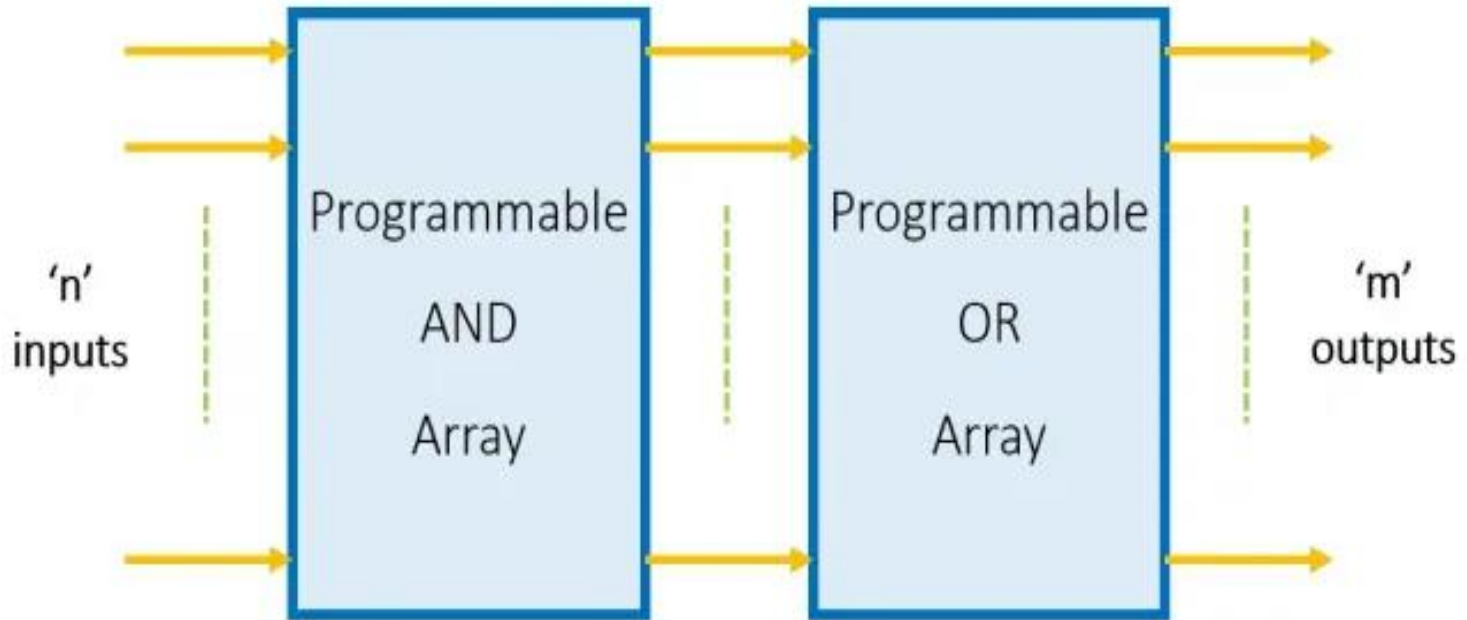 ‘n’
inputs
Programmable
AND
Array
Programmable
OR
Array
‘m’
outputs